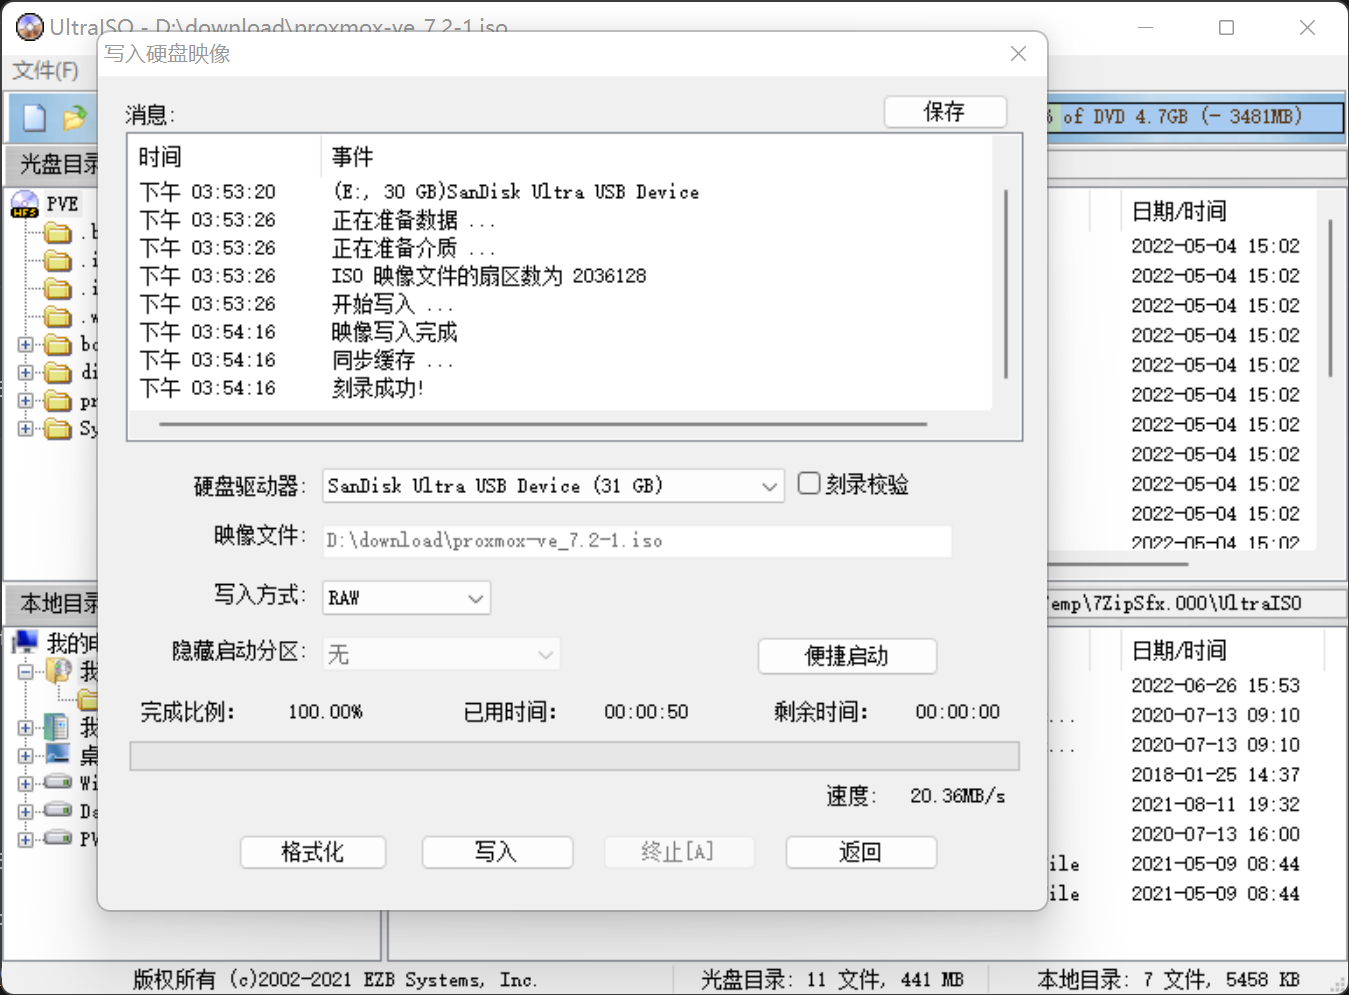 UltraISO - D:\download\proxmox-ve_7.2-1.iso
写入硬盘映像
文件(F)
消息:
保存
of DVD 4.7GB (- 3481MB)
时间 事件
下午 03:53:20 (E:, 30 GB)SanDisk Ultra USB Device
下午 03:53:26 正在准备数据 ...
下午 03:53:26 正在准备介质 ...
下午 03:53:26 ISO 映像文件的扇区数为 2036128
下午 03:53:26 开始写入 ...
下午 03:54:16 映像写入完成
下午 03:54:16 同步缓存 ...
下午 03:54:16 刻录成功!
光盘目录
PVE
日期/时间
2022-05-04 15:02
2022-05-04 15:02
2022-05-04 15:02
2022-05-04 15:02
2022-05-04 15:02
2022-05-04 15:02
2022-05-04 15:02
2022-05-04 15:02
2022-05-04 15:02
2022-05-04 15:02
2022-05-04 15:02
硬盘驱动器: SanDisk Ultra USB Device (31 GB) 刻录校验
映像文件: D:\download\proxmox-ve_7.2-1.iso
写入方式: RAW
隐藏启动分区: 无 便捷启动
完成比例: 100.00% 已用时间: 00:00:50 剩余时间: 00:00:00
速度: 20.36MB/s
格式化 写入 终止[A] 返回
本地目录
emp\7ZipSfx.000\UltraISO
我的电
日期/时间
2022-06-26 15:53
... 2020-07-13 09:10
... 2020-07-13 09:10
2018-01-25 14:37
2021-08-11 19:32
2020-07-13 16:00
ile 2021-05-09 08:44
ile 2021-05-09 08:44
版权所有 (c)2002-2021 EZB Systems, Inc. 光盘目录: 11 文件, 441 MB 本地目录: 7 文件, 5458 KB